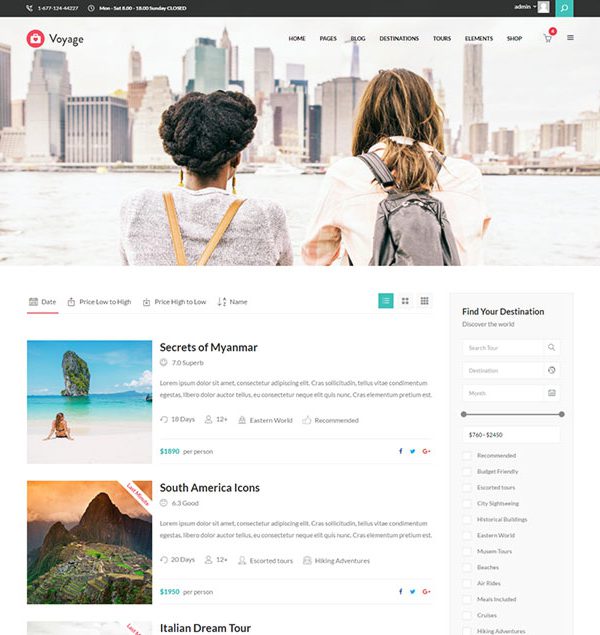 1-677-124-44227 Mon - Sat 8.00 - 18.00 Sunday CLOSED admin
Voyage HOME PAGES BLOG DESTINATIONS TOURS ELEMENTS SHOP
Date Price Low to High Price High to Low Name
Secrets of Myanmar
7.0 Superb
Lorem ipsum dolor sit amet, consectetur adipiscing elit. Cras sollicitudin, tellus vitae condimentum
egestas, libero dolor auctor tellus, eu consectetur neque elit quis nunc. Cras elementum pretium est.
18 Days 12+ Eastern World Recommended
$1890 per person
Last Minute
South America Icons
6.3 Good
Lorem ipsum dolor sit amet, consectetur adipiscing elit. Cras sollicitudin, tellus vitae condimentum
egestas, libero dolor auctor tellus, eu consectetur neque elit quis nunc. Cras elementum pretium est.
20 Days 12+ Escorted tours Hiking Adventures
$1950 per person
Italian Dream Tour
Find Your Destination
Discover the world
Search Tour
Destination
Month
$760 - $2450
Recommended
Budget Friendly
Escorted tours
City Sightseeing
Historical Buildings
Eastern World
Musem Tours
Beaches
Air Rides
Meals Included
Cruises
Hiking Adventures